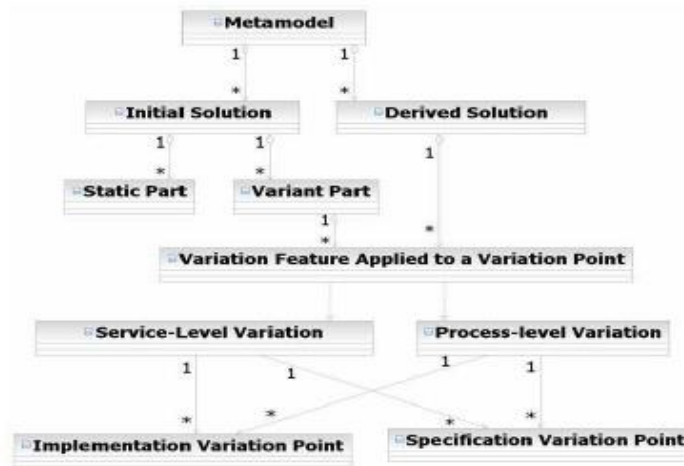 Metamodel
1 1
* *
Initial Solution Derived Solution
1 1 1
* *
Static Part Variant Part
1
* *
Variation Feature Applied to a Variation Point
Service-Level Variation Process-level Variation
1 1 1 1
* * * *
Implementation Variation Point Specification Variation Point